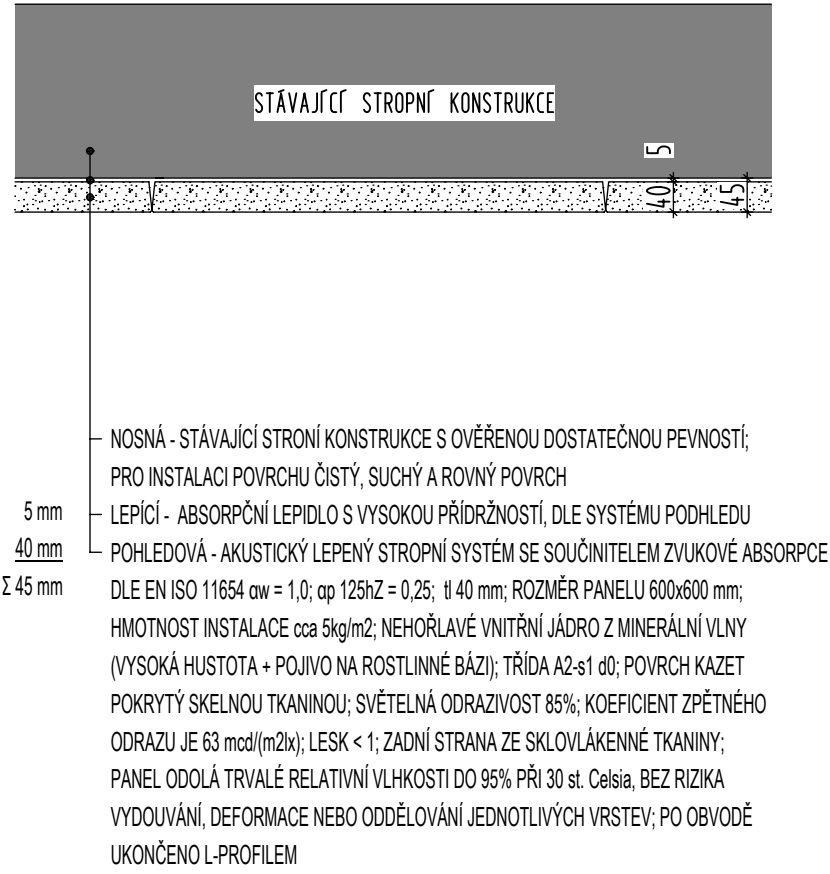 STÁVAJÍCÍ STROPNÍ KONSTRUKCE
5
40
45
NOSNÁ - STÁVAJÍCÍ STRONÍ KONSTRUKCE S OVĚŘENOU DOSTATEČNOU PEVNOSTÍ;
PRO INSTALACI POVRCHU ČISTÝ, SUCHÝ A ROVNÝ POVRCH
5 mm LEPÍCÍ - ABSORPČNÍ LEPIDLO S VYSOKOU PŘÍDRŽNOSTÍ, DLE SYSTÉMU PODHLEDU
40 mm POHLEDOVÁ - AKUSTICKÝ LEPENÝ STROPNÍ SYSTÉM SE SOUČINITELEM ZVUKOVÉ ABSORPCE
Σ 45 mm DLE EN ISO 11654 αw = 1,0; αp 125hZ = 0,25; tl 40 mm; ROZMĚR PANELU 600x600 mm;
HMOTNOST INSTALACE cca 5kg/m2; NEHOŘLAVÉ VNITŘNÍ JÁDRO Z MINERÁLNÍ VLNY
(VYSOKÁ HUSTOTA + POJIVO NA ROSTLINNÉ BÁZI); TŘÍDA A2-s1 d0; POVRCH KAZET
POKRYTÝ SKELNOU TKANINOU; SVĚTELNÁ ODRAZIVOST 85%; KOEFICIENT ZPĚTNÉHO
ODRAZU JE 63 mcd/(m2lx); LESK < 1; ZADNÍ STRANA ZE SKLOVLÁKENNÉ TKANINY;
PANEL ODOLÁ TRVALÉ RELATIVNÍ VLHKOSTI DO 95% PŘI 30 st. Celsia, BEZ RIZIKA
VYDOUVÁNÍ, DEFORMACE NEBO ODDĚLOVÁNÍ JEDNOTLIVÝCH VRSTEV; PO OBVODĚ
UKONČENO L-PROFILEM